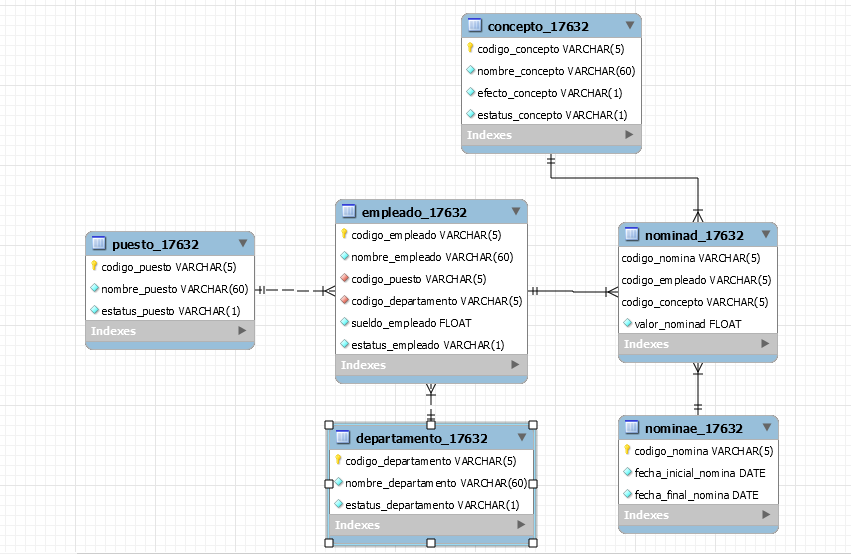 concepto_17632
codigo_concepto VARCHAR(5)
nombre_concepto VARCHAR(60)
efecto_concepto VARCHAR(1)
estatus_concepto VARCHAR(1)
Indexes
puesto_17632
codigo_puesto VARCHAR(5)
nombre_puesto VARCHAR(60)
estatus_puesto VARCHAR(1)
Indexes
empleado_17632
codigo_empleado VARCHAR(5)
nombre_empleado VARCHAR(60)
codigo_puesto VARCHAR(5)
codigo_departamento VARCHAR(5)
sueldo_empleado FLOAT
estatus_empleado VARCHAR(1)
Indexes
nominad_17632
codigo_nomina VARCHAR(5)
codigo_empleado VARCHAR(5)
codigo_concepto VARCHAR(5)
valor_nominad FLOAT
Indexes
departamento_17632
codigo_departamento VARCHAR(5)
nombre_departamento VARCHAR(60)
estatus_departamento VARCHAR(1)
Indexes
nominae_17632
codigo_nomina VARCHAR(5)
fecha_inicial_nomina DATE
fecha_final_nomina DATE
Indexes